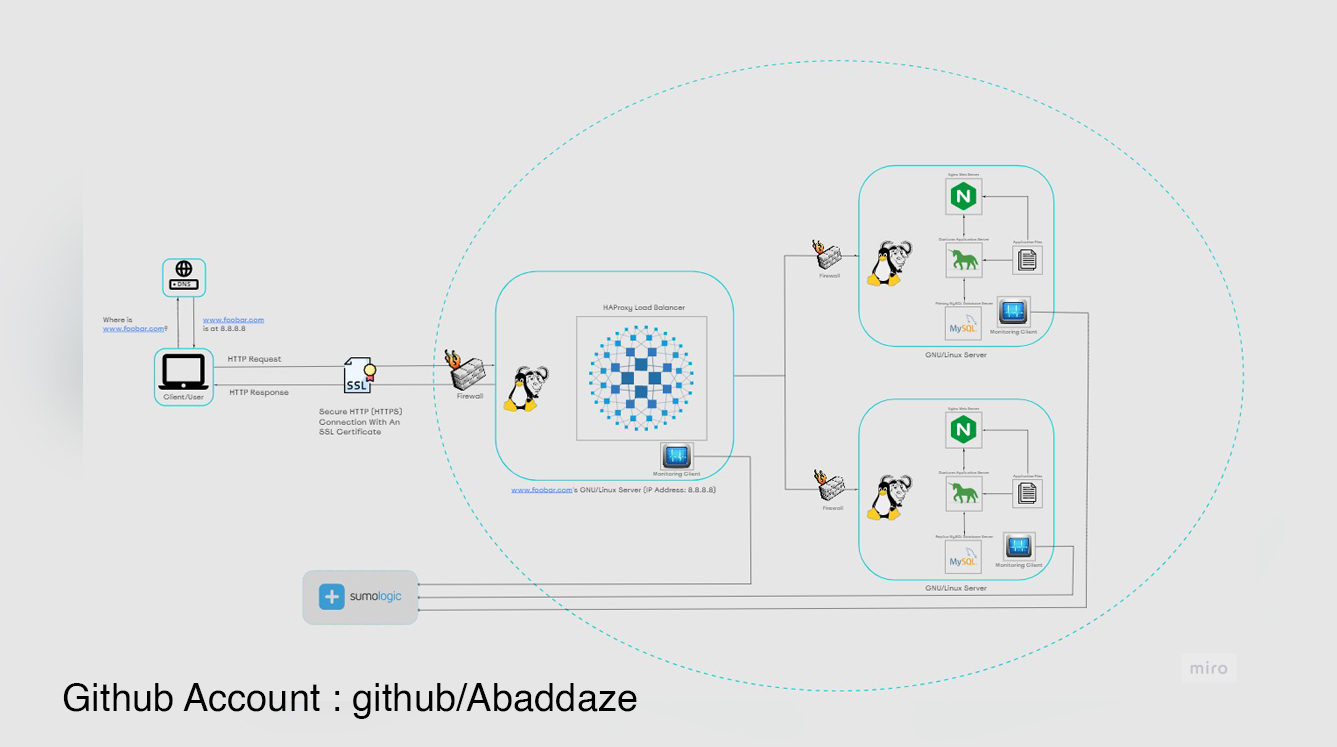 DNS
Where is
www.foobar.com?
www.foobar.com
is at 8.8.8.8
Client/User
HTTP Request
HTTP Response
SSL
Secure HTTP (HTTPS)
Connection With An
SSL Certificate
Firewall
HAProxy Load Balancer
Monitoring Client
www.foobar.com's GNU/Linux Server (IP Address: 8.8.8.8)
Firewall
Nginx Web Server
N
Application Server
Application Files
Primary MySQL Database Server
MySQL
Monitoring Client
GNU/Linux Server
Firewall
Nginx Web Server
N
Application Server
Application Files
Replica MySQL Database Server
MySQL
Monitoring Client
GNU/Linux Server
sumologic
miro
Github Account : github/Abaddaze